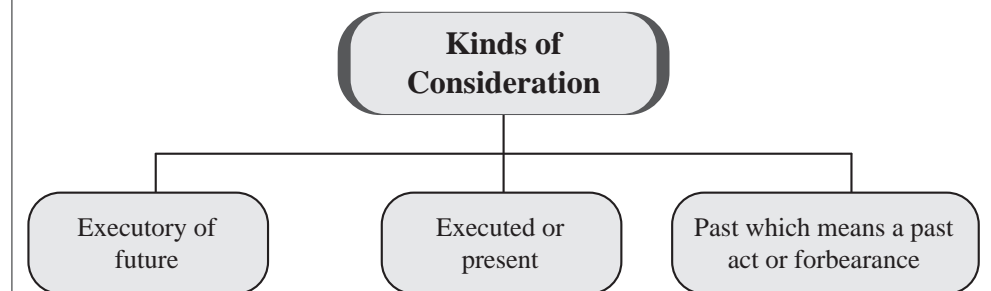 Kinds of
Consideration
Executory of
future
Executed or
present
Past which means a past
act or forbearance